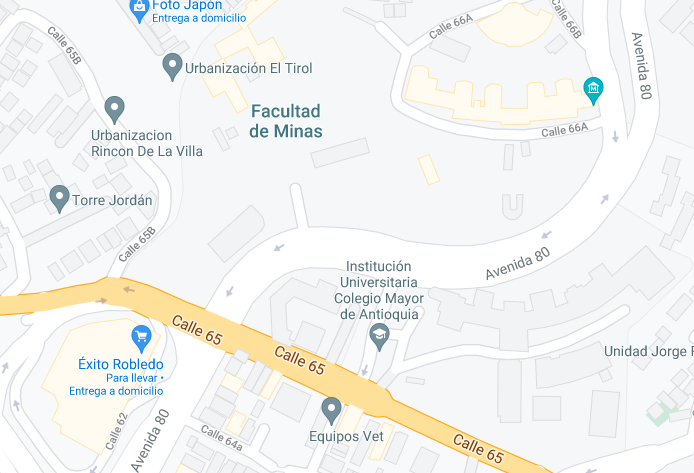 Foto Japón
Entrega a domicilio
Calle 66A
Calle 66B
Calle 65B
Avenida 80
Urbanización El Tirol
Facultad
de Minas
Urbanizacion
Rincon De La Villa
Calle 66A
Torre Jordán
Calle 65B
Avenida 80
Institución
Universitaria
Colegio Mayor
de Antioquia
Calle 65
Calle 65
Unidad Jorge
Éxito Robledo
Para llevar •
Entrega a domicilio
Calle 62
Avenida 80
Calle 64a
Equipos Vet
Calle 65